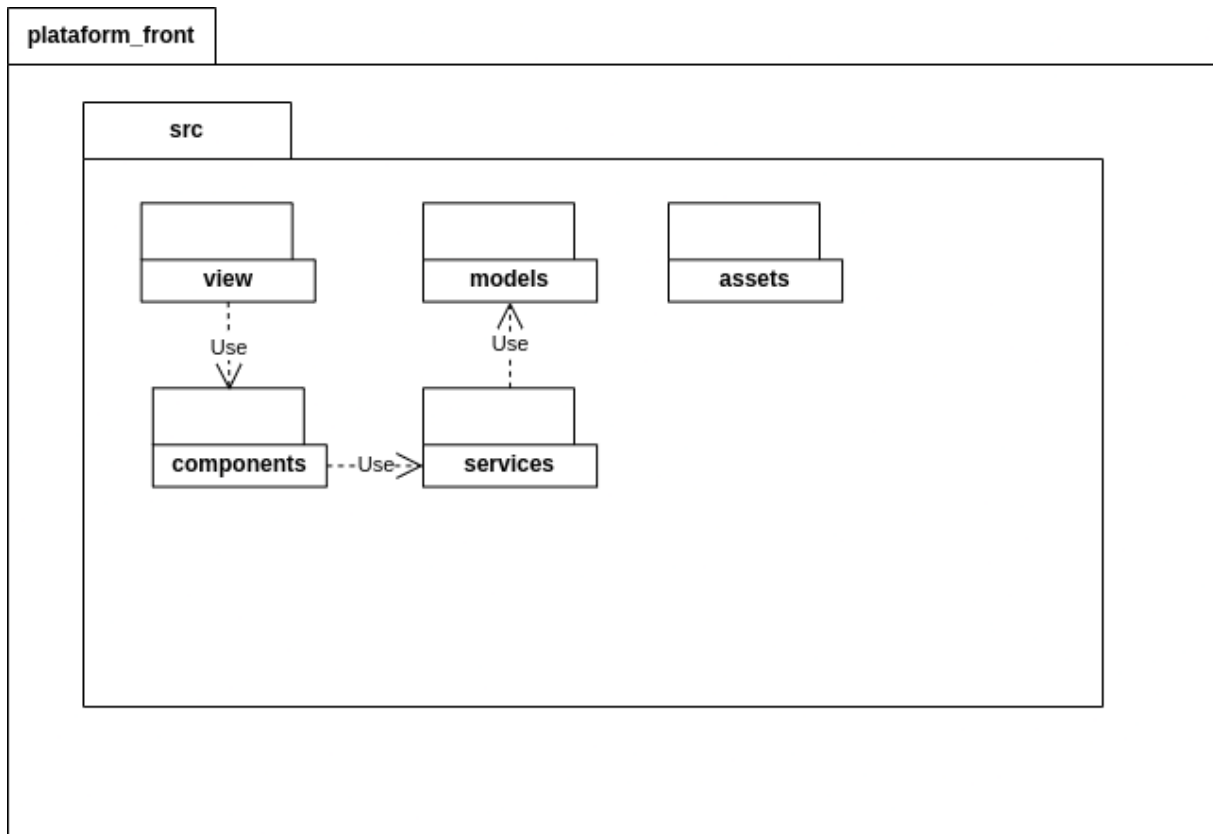 plataform_front
src
view
models
assets
Use
Use
components
Use
services